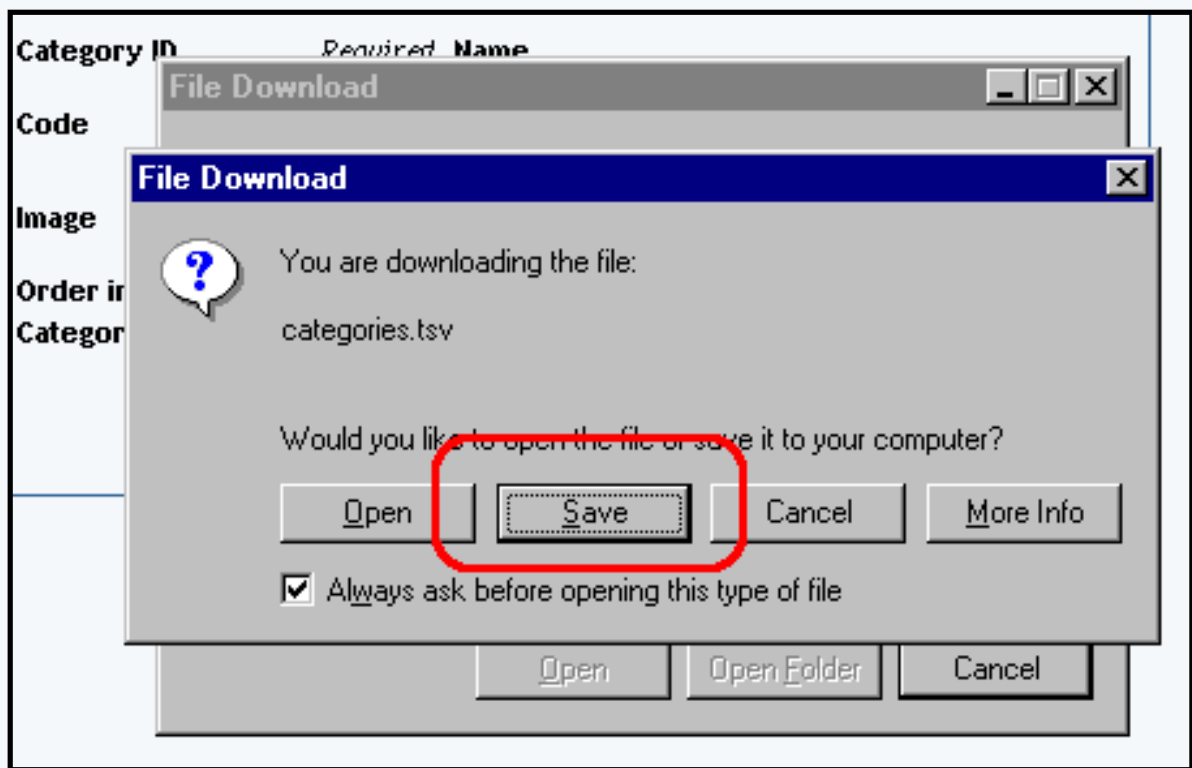 Category ID Required Name
File Download
Code
File Download
Image
You are downloading the file:
Order in
categories.tsv
Categor
Would you like to open the file or save it to your computer?
Open Save Cancel More Info
Always ask before opening this type of file
Open Open Folder Cancel